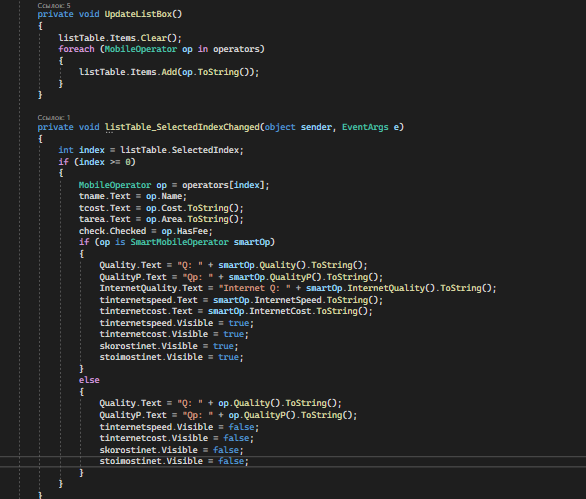 Ссылок: 5
private void UpdateListBox()
{
listTable.Items.Clear();
foreach (MobileOperator op in operators)
{
listTable.Items.Add(op.ToString());
}
}
Ссылок: 1
private void listTable_SelectedIndexChanged(object sender, EventArgs e)
{
int index = listTable.SelectedIndex;
if (index >= 0)
{
MobileOperator op = operators[index];
tname.Text = op.Name;
tcost.Text = op.Cost.ToString();
tarea.Text = op.Area.ToString();
check.Checked = op.HasFee;
if (op is SmartMobileOperator smartOp)
{
Quality.Text = "Q: " + smartOp.Quality().ToString();
QualityP.Text = "Qp: " + smartOp.QualityP().ToString();
InternetQuality.Text = "Internet Q: " + smartOp.InternetQuality().ToString();
tinternetspeed.Text = smartOp.InternetSpeed.ToString();
tinternetcost.Text = smartOp.InternetCost.ToString();
tinternetspeed.Visible = true;
tinternetcost.Visible = true;
skorostinet.Visible = true;
stoimostinet.Visible = true;
}
else
{
Quality.Text = "Q: " + op.Quality().ToString();
QualityP.Text = "Qp: " + op.QualityP().ToString();
tinternetspeed.Visible = false;
tinternetcost.Visible = false;
skorostinet.Visible = false;
stoimostinet.Visible = false;
}
}
}